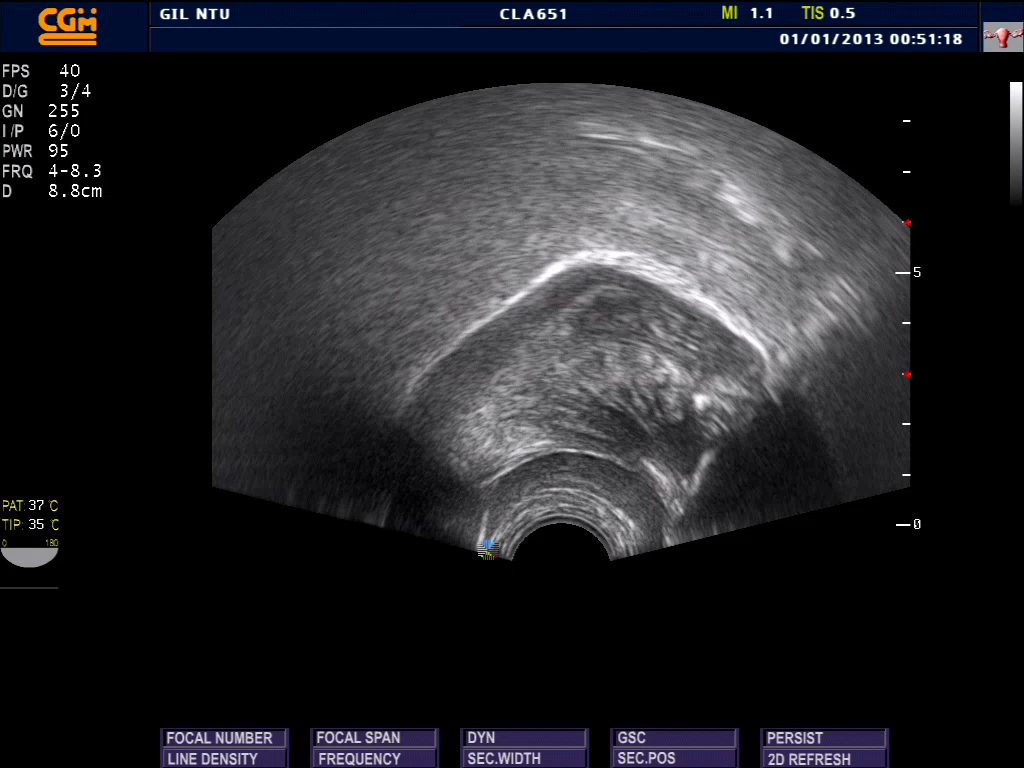 CGM
GIL NTU CLA651 MI 1.1 TIS 0.5
01/01/2013 00:51:18
FPS 40
D/G 3/4
GN 255
I/P 6/0
PWR 95
FRQ 4-8.3
D 8.8cm
5
PAT: 37 °C
TIP: 35 °C
0 180
0
FOCAL NUMBER FOCAL SPAN DYN GSC PERSIST
LINE DENSITY FREQUENCY SEC.WIDTH SEC.POS 2D REFRESH